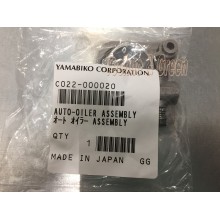 YAMABIKO CORPORATION
C022-000020
AUTO-OILER ASSEMBLY
オート オイラー ASSEMBLY
QTY 1
MADE IN JAPAN GG